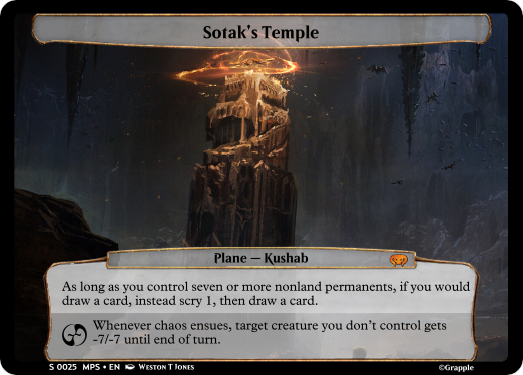 Sotak's Temple
Plane — Kushab
As long as you control seven or more nonland permanents, if you would
draw a card, instead scry 1, then draw a card.
Whenever chaos ensues, target creature you don't control gets
-7/-7 until end of turn.
S 0025 MPS • EN Weston T Jones
©Grapple